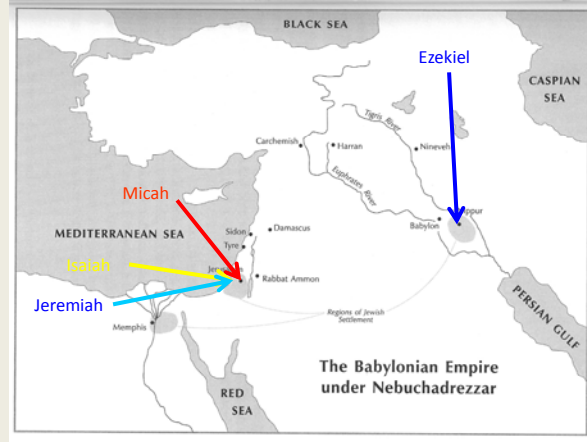 BLACK SEA
Ezekiel
CASPIAN
SEA
Tigris River
Carchemish
Harran
Nineveh
Euphrates River
Micah
MEDITERRANEAN SEA
Sidon
Damascus
Babylon
Tyre
Isaiah
Rabbat Ammon
Jeremiah
Memphis
Regions of Jewish
Settlement
PERSIAN GULF
The Babylonian Empire
under Nebuchadrezzar
RED
SEA